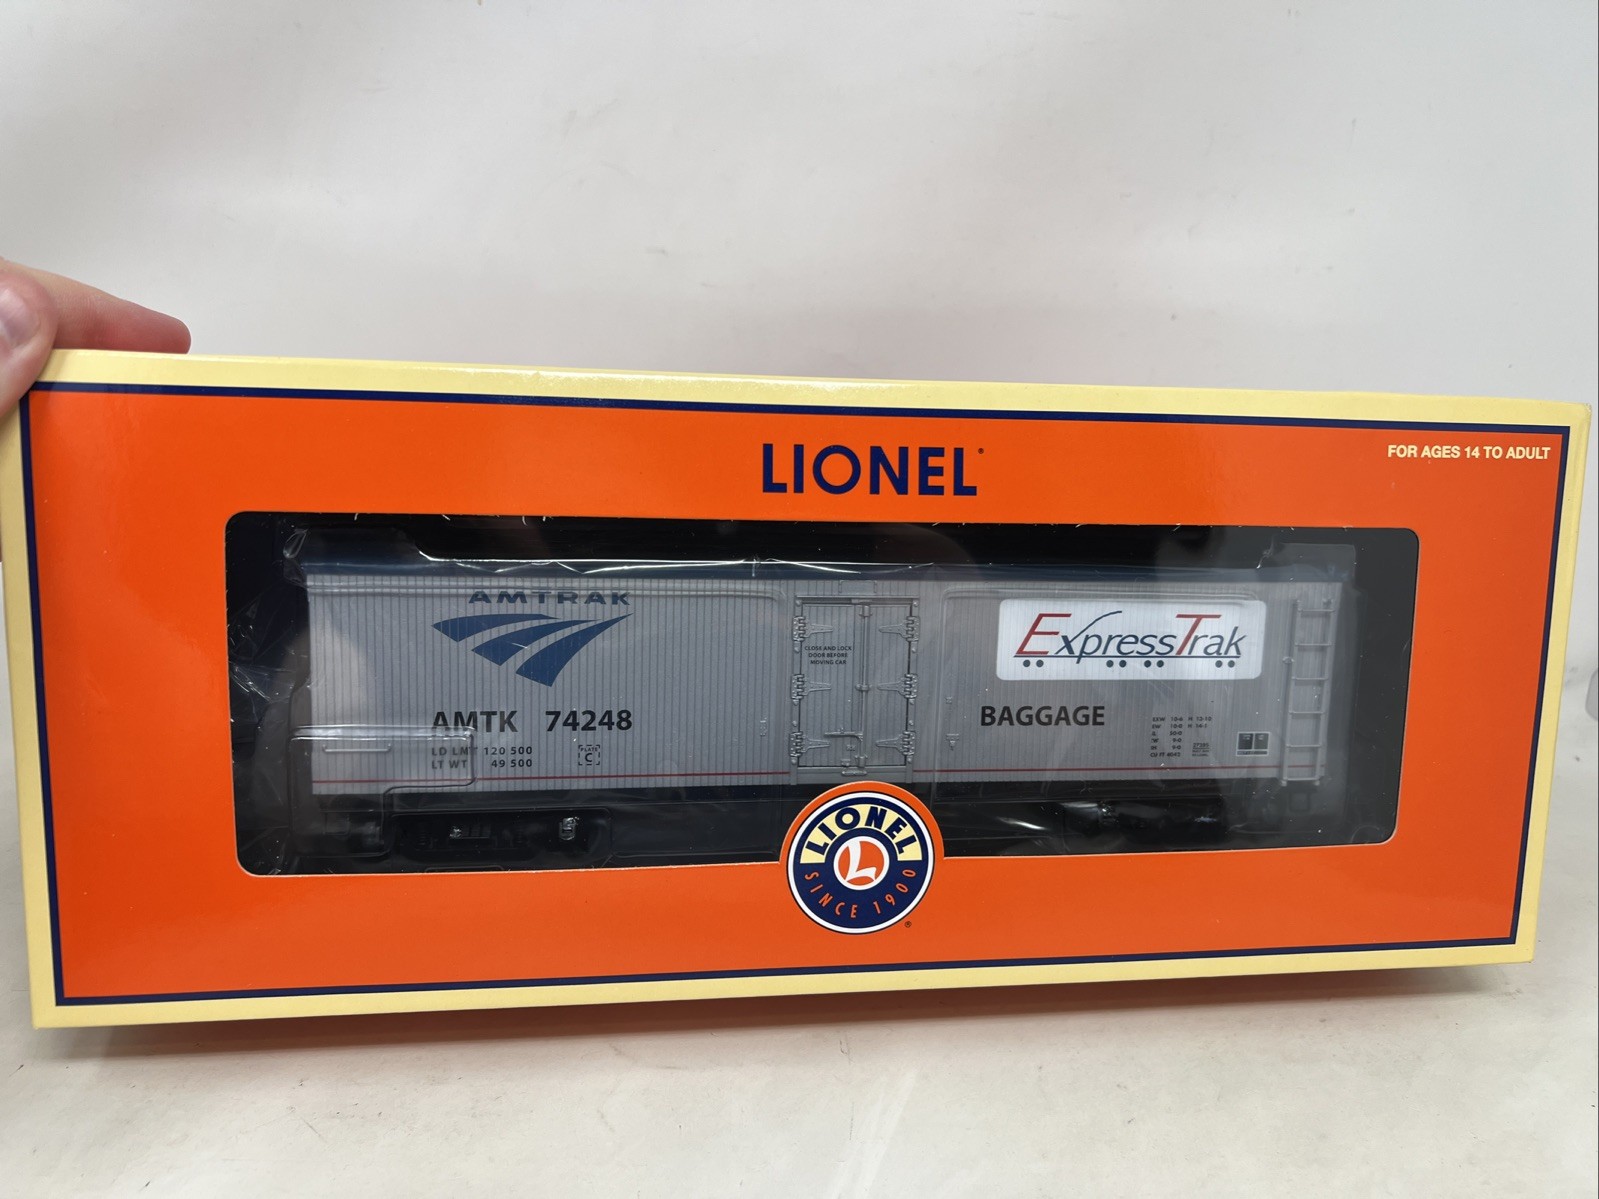 LIONEL
FOR AGES 14 TO ADULT
AMTRAK
AMTK 74248
LD LMT 120 500
LT WT 49 500
PLATE
C
CLOSE AND LOCK
DOOR BEFORE
MOVING CAR
ExpressTrak
BAGGAGE
LIONEL
L
SINCE 1900